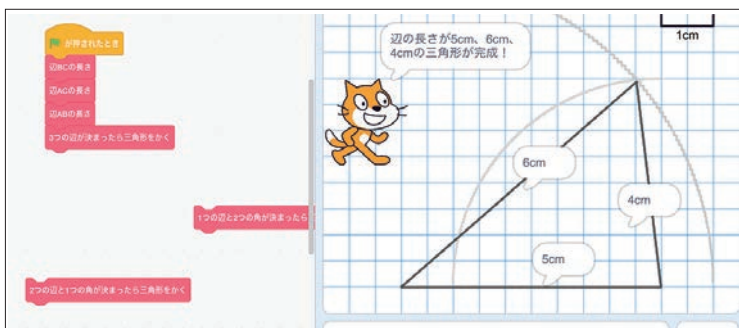 が押されたとき
辺BCの長さ
辺ACの長さ
辺ABの長さ
3つの辺が決まったら三角形をかく
1つの辺と2つの角が決まったら
2つの辺と1つの角が決まったら三角形をかく
辺の長さが5cm、6cm、
4cmの三角形が完成！
1cm
6cm
4cm
5cm